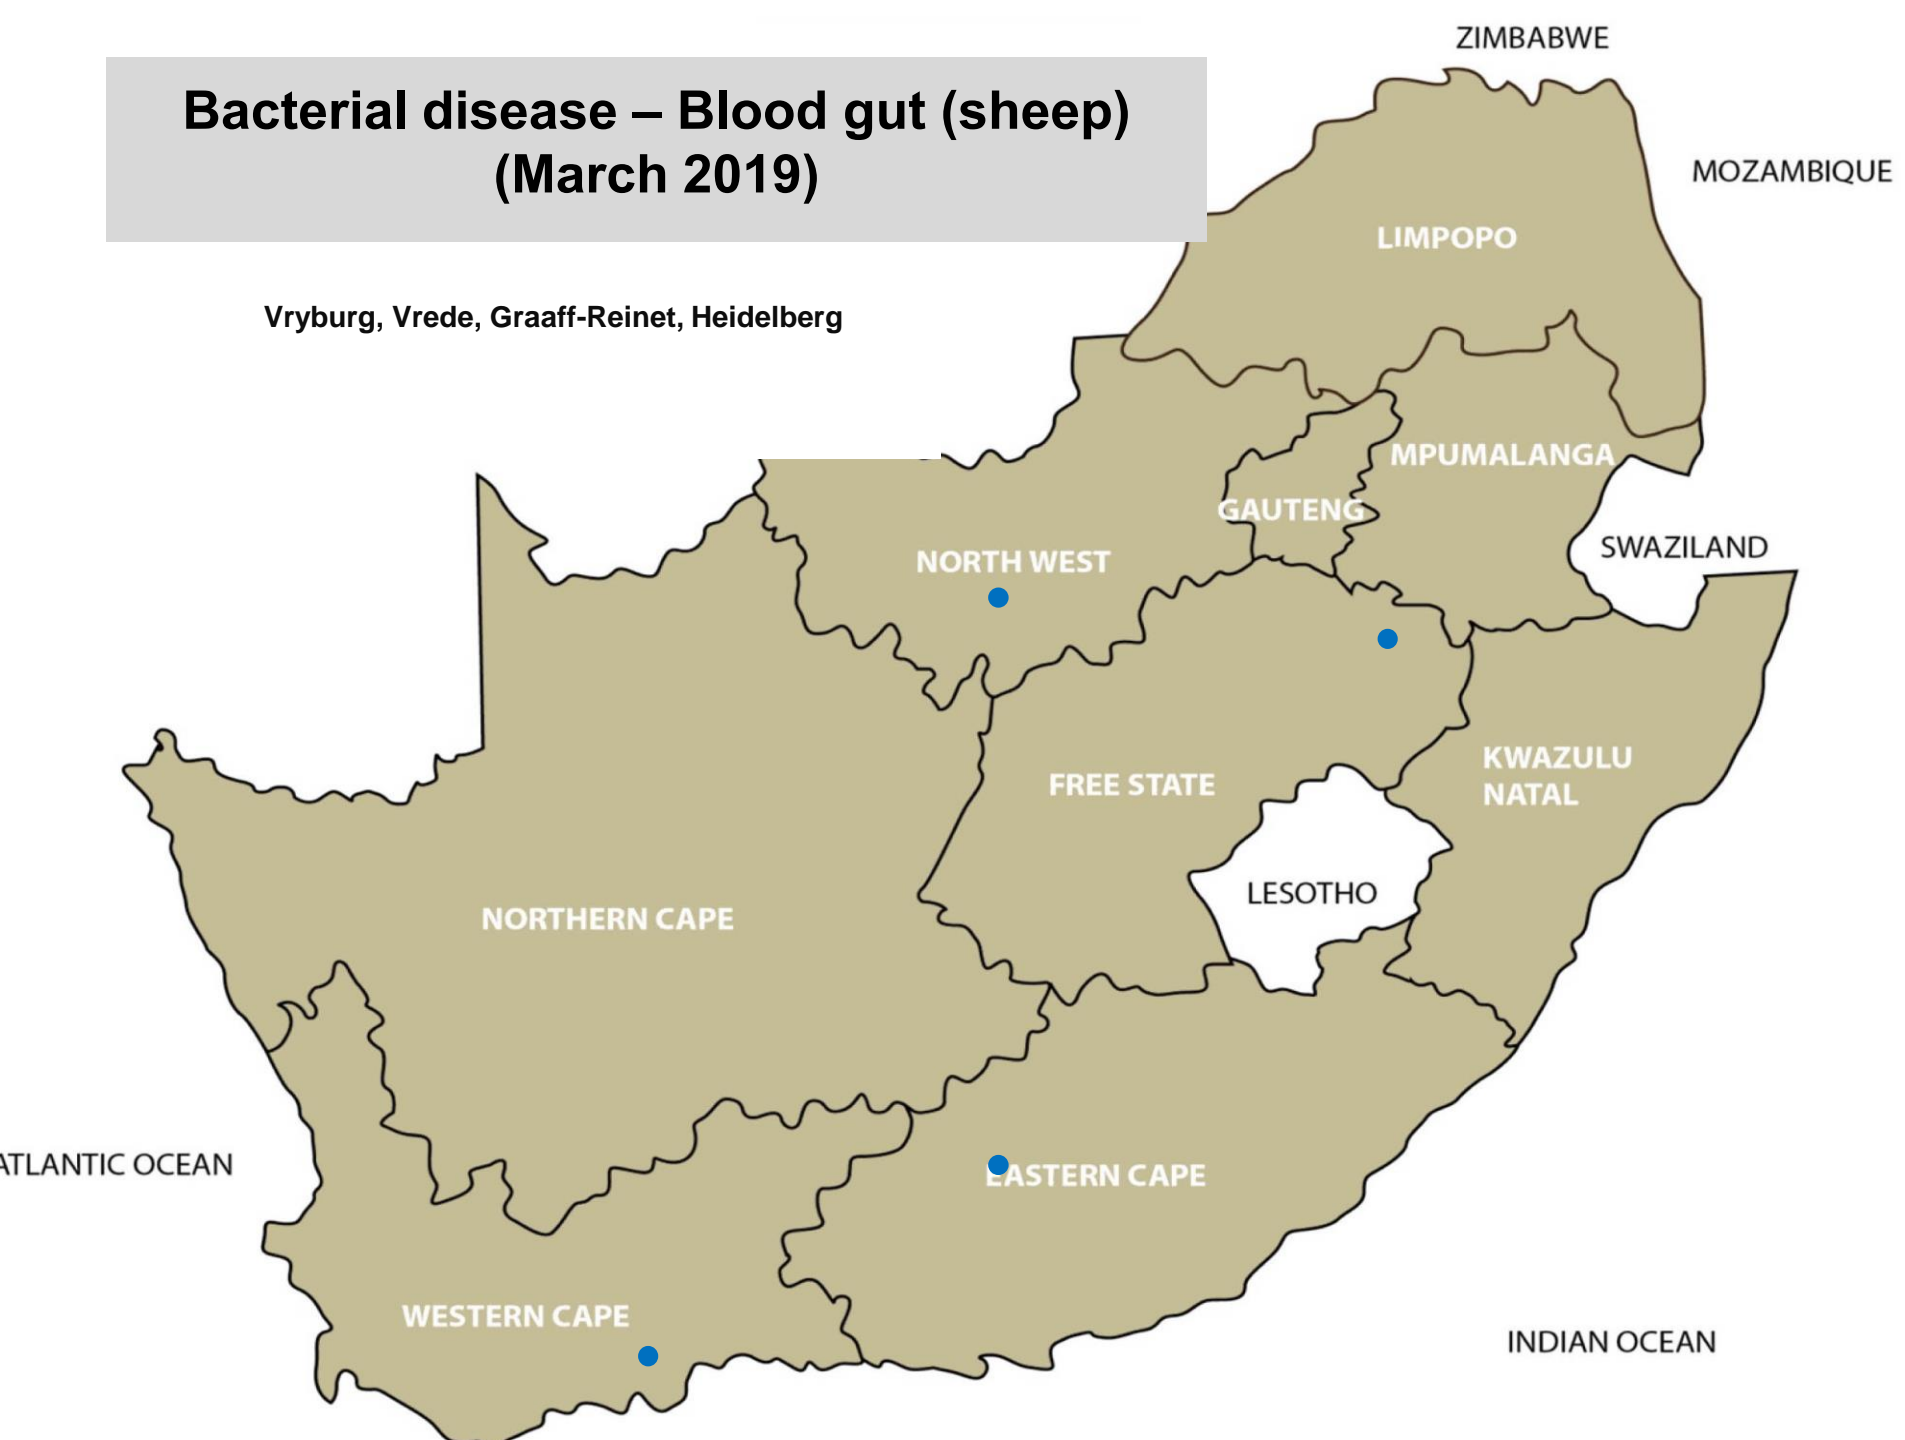 Bacterial disease – Blood gut (sheep)
(March 2019)
Vryburg, Vrede, Graaff-Reinet, Heidelberg
ZIMBABWE
MOZAMBIQUE
LIMPOPO
MPUMALANGA
GAUTENG
SWAZILAND
NORTH WEST
KWAZULU
NATAL
FREE STATE
LESOTHO
NORTHERN CAPE
ATLANTIC OCEAN
EASTERN CAPE
WESTERN CAPE
INDIAN OCEAN